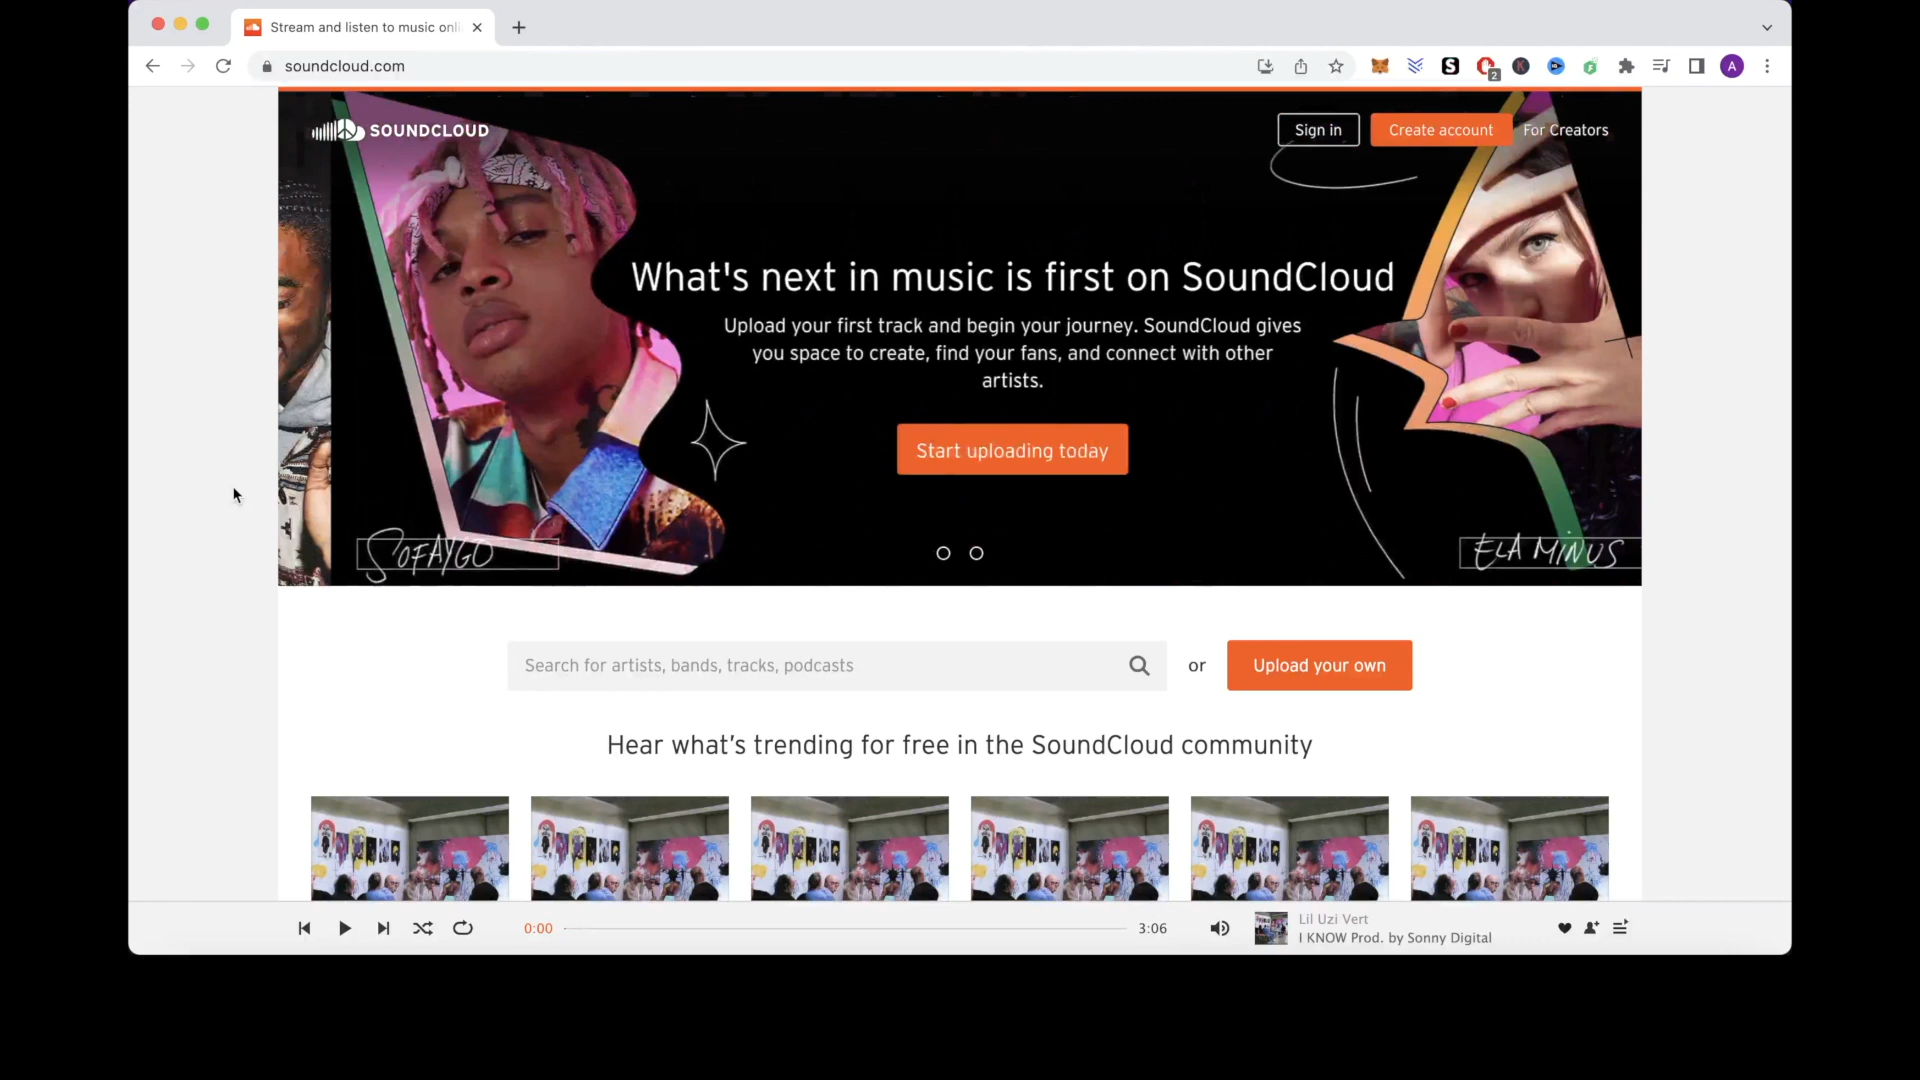 Stream and listen to music onli
soundcloud.com
2
A
SOUNDCLOUD
Sign in
Create account
For Creators
What's next in music is first on SoundCloud
Upload your first track and begin your journey. SoundCloud gives
you space to create, find your fans, and connect with other
artists.
Start uploading today
SOFAYGO
ELA MINUS
Search for artists, bands, tracks, podcasts
or
Upload your own
Hear what’s trending for free in the SoundCloud community
0:00
3:06
Lil Uzi Vert
I KNOW Prod. by Sonny Digital